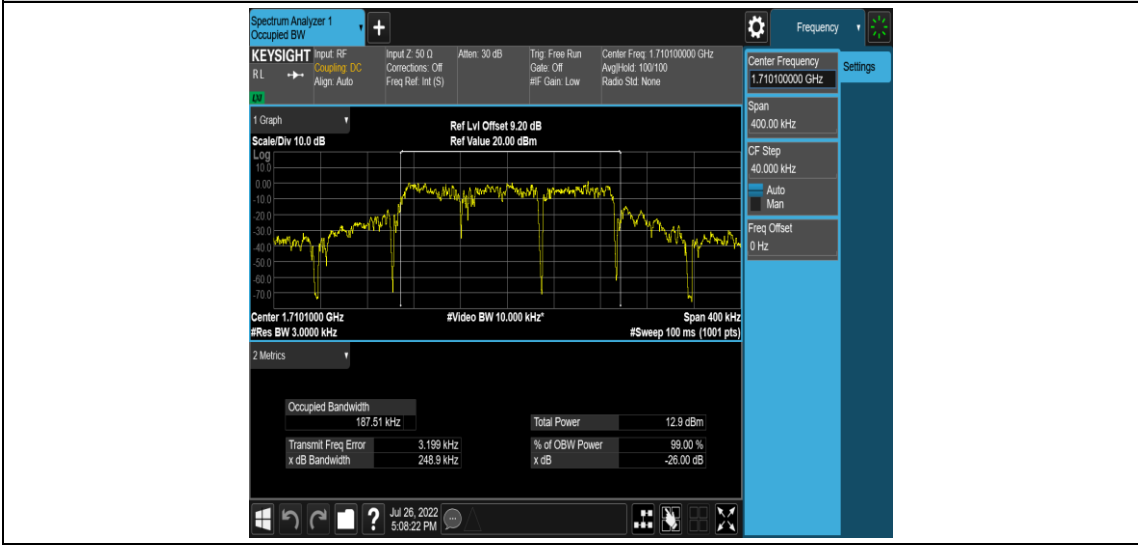 Spectrum Analyzer 1
Occupied BW
+
Frequency
KEYSIGHT
RL
LNI
Input: RF
Coupling: DC
Align: Auto
Input Z: 50 Ω
Corrections: Off
Freq Ref: Int (S)
Atten: 30 dB
Trig: Free Run
Gate: Off
#IF Gain: Low
Center Freq: 1.710100000 GHz
Avg|Hold: 100/100
Radio Std: None
Center Frequency
1.710100000 GHz
Settings
Span
400.00 kHz
CF Step
40.000 kHz
Auto
Man
Freq Offset
0 Hz
1 Graph
Scale/Div 10.0 dB
Ref Lvl Offset 9.20 dB
Ref Value 20.00 dBm
Log
10.0
0.00
-10.0
-20.0
-30.0
-40.0
-50.0
-60.0
-70.0
Center 1.7101000 GHz
#Res BW 3.0000 kHz
#Video BW 10.000 kHz*
Span 400 kHz
#Sweep 100 ms (1001 pts)
2 Metrics
Occupied Bandwidth
187.51 kHz
Transmit Freq Error 3.199 kHz
x dB Bandwidth 248.9 kHz
Total Power 12.9 dBm
% of OBW Power 99.00 %
x dB -26.00 dB
?
Jul 26, 2022
5:08:22 PM